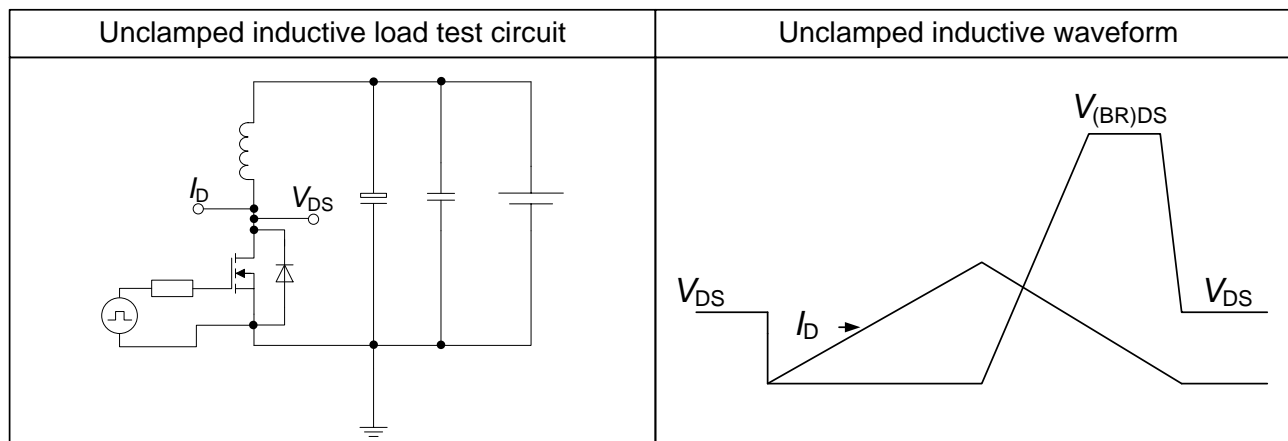 Unclamped inductive load test circuit
Unclamped inductive waveform
V(BR)DS
ID
VDS
VDS
ID
VDS